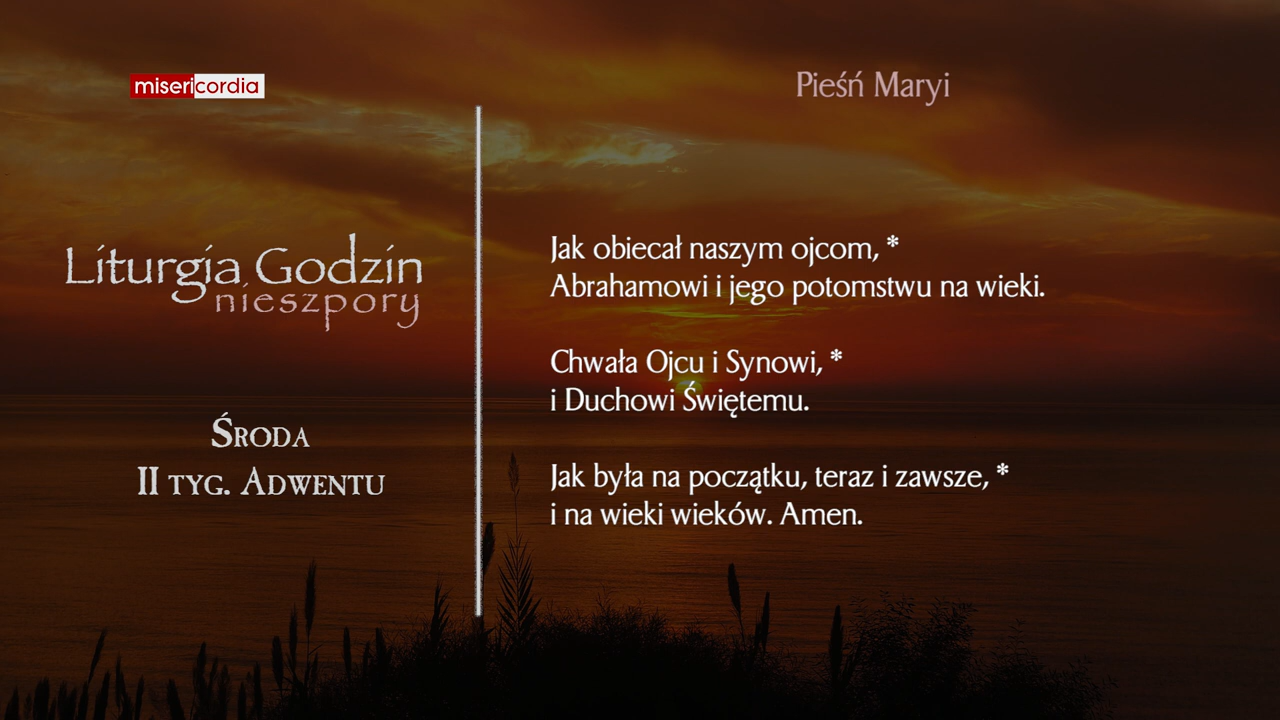 misericordia
Liturgia Godzin
nieszpory
Środa
II tyg. Adwentu
Pieśń Maryi
Jak obiecał naszym ojcom, *
Abrahamowi i jego potomstwu na wieki.
Chwała Ojcu i Synowi, *
i Duchowi Świętemu.
Jak była na początku, teraz i zawsze, *
i na wieki wieków. Amen.